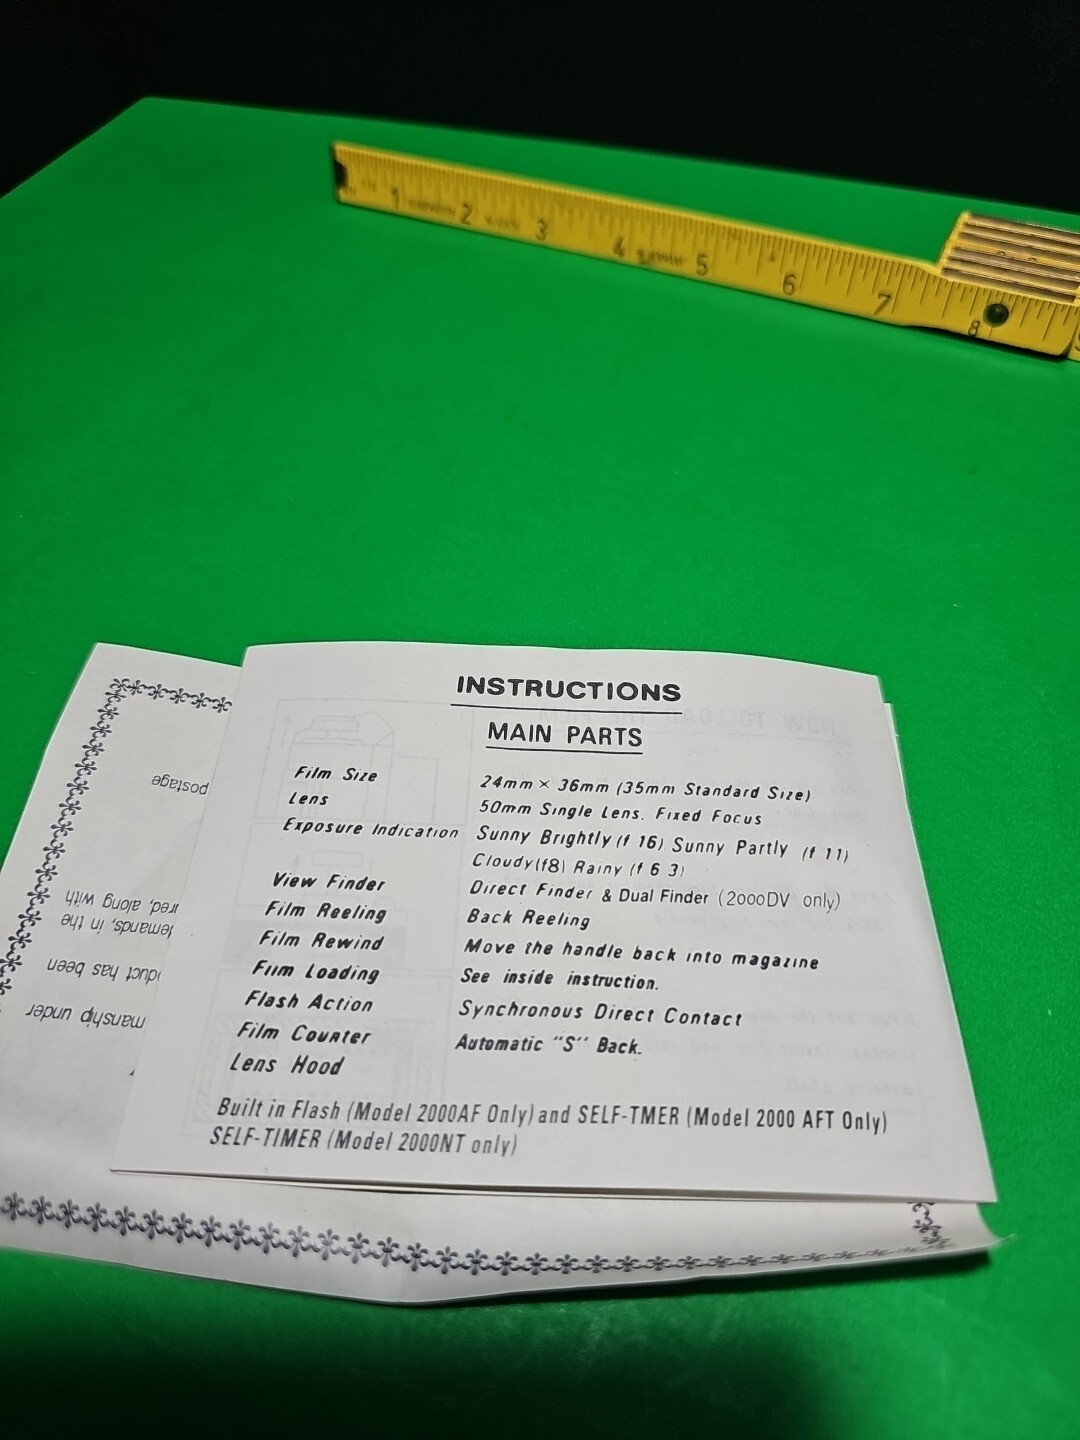 1 2 3 4 5 6 7 8
INSTRUCTIONS
MAIN PARTS
Film Size 24mm × 36mm (35mm Standard Size)
Lens 50mm Single Lens. Fixed Focus
Exposure Indication Sunny Brightly (f 16) Sunny Partly (f 11)
Cloudy (f8) Rainy (f 6 3)
View Finder Direct Finder & Dual Finder (2000DV only)
Film Reeling Back Reeling
Film Rewind Move the handle back into magazine
Film Loading See inside instruction.
Flash Action Synchronous Direct Contact
Film Counter Automatic "S" Back.
Lens Hood
Built in Flash (Model 2000AF Only) and SELF-TMER (Model 2000 AFT Only)
SELF-TIMER (Model 2000NT only)
manship under
duct has been
emands, in the
ared, along with
postage